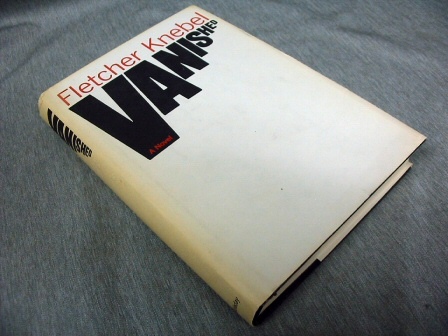 Fletcher Knebel
VANISHED
A Novel
VANISHED